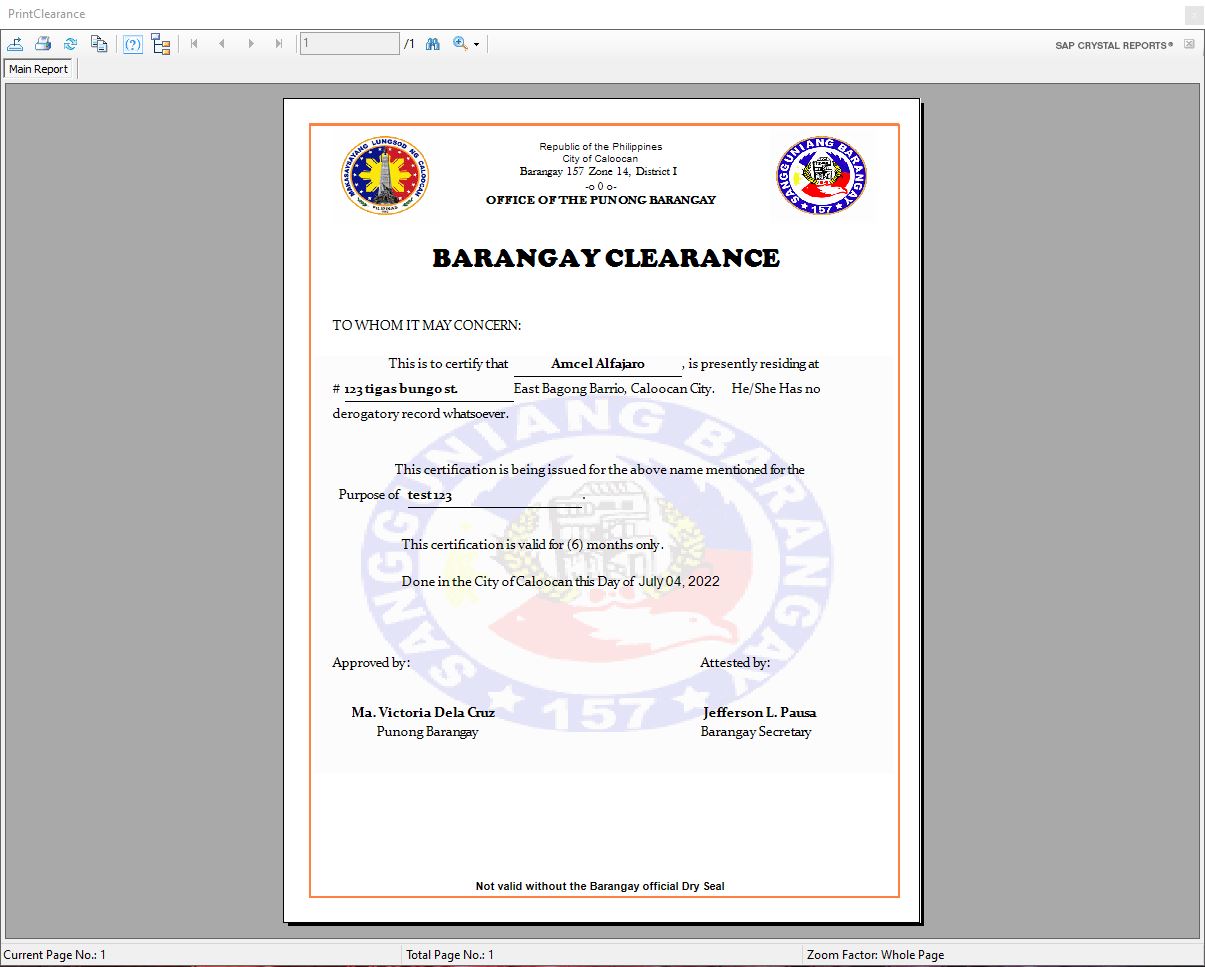 PrintClearance
1 /1
SAP CRYSTAL REPORTS®
Main Report
MAKASAYSAYANG LUNGSOD NG CALOOCAN
PILIPINAS
Republic of the Philippines
City of Caloocan
Barangay 157 Zone 14, District I
-o 0 o-
OFFICE OF THE PUNONG BARANGAY
SANGGUNIANG BARANGAY
157
BARANGAY CLEARANCE
TO WHOM IT MAY CONCERN:
This is to certify that Amcel Alfajaro, is presently residing at
# 123 tigas bungo st. East Bagong Barrio, Caloocan City. He/She Has no
derogatory record whatsoever.
This certification is being issued for the above name mentioned for the
Purpose of test123.
This certification is valid for (6) months only.
Done in the City of Caloocan this Day of July 04, 2022
SANGGUNIANG BARANGAY
157
Approved by: Attested by:
Ma. Victoria Dela Cruz Jefferson L. Pausa
Punong Barangay Barangay Secretary
Not valid without the Barangay official Dry Seal
Current Page No.: 1 Total Page No.: 1 Zoom Factor: Whole Page